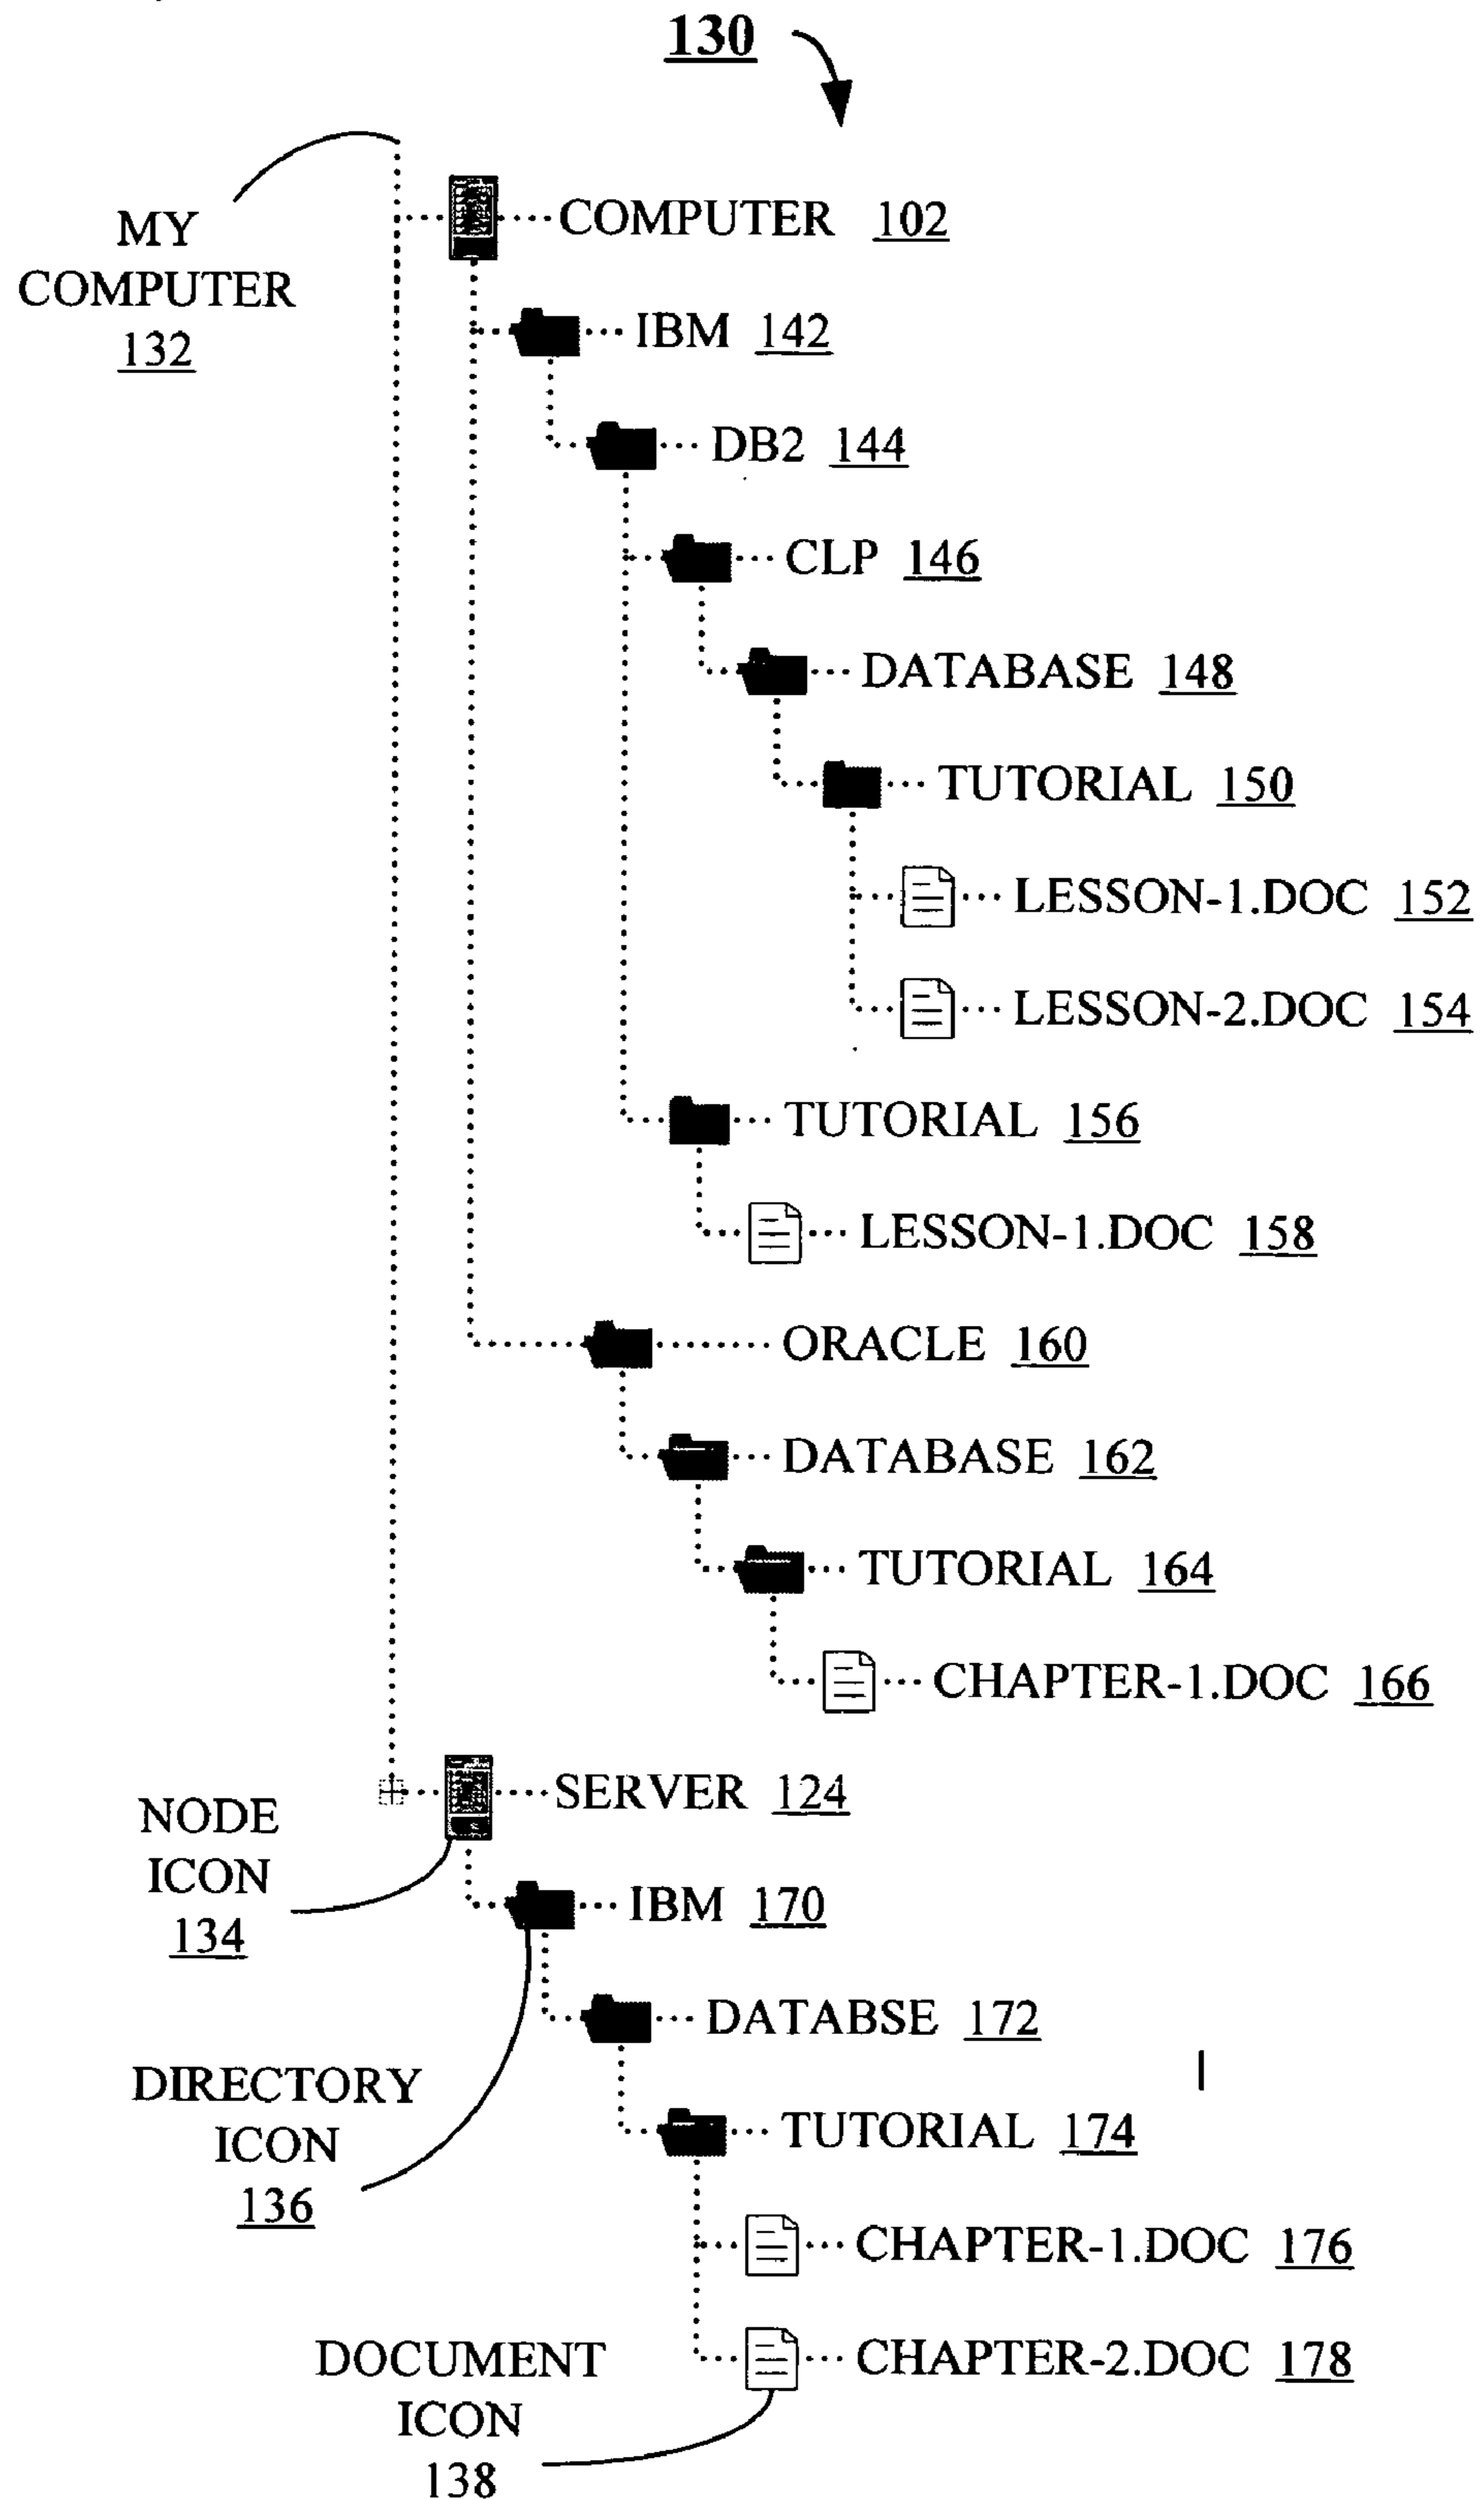 130
COMPUTER 102
MY
COMPUTER
132
IBM 142
DB2 144
CLP 146
DATABASE 148
TUTORIAL 150
LESSON-1.DOC 152
LESSON-2.DOC 154
TUTORIAL 156
LESSON-1.DOC 158
ORACLE 160
DATABASE 162
TUTORIAL 164
CHAPTER-1.DOC 166
SERVER 124
NODE
ICON
134
IBM 170
DATABSE 172
DIRECTORY
ICON
136
TUTORIAL 174
CHAPTER-1.DOC 176
CHAPTER-2.DOC 178
DOCUMENT
ICON
138